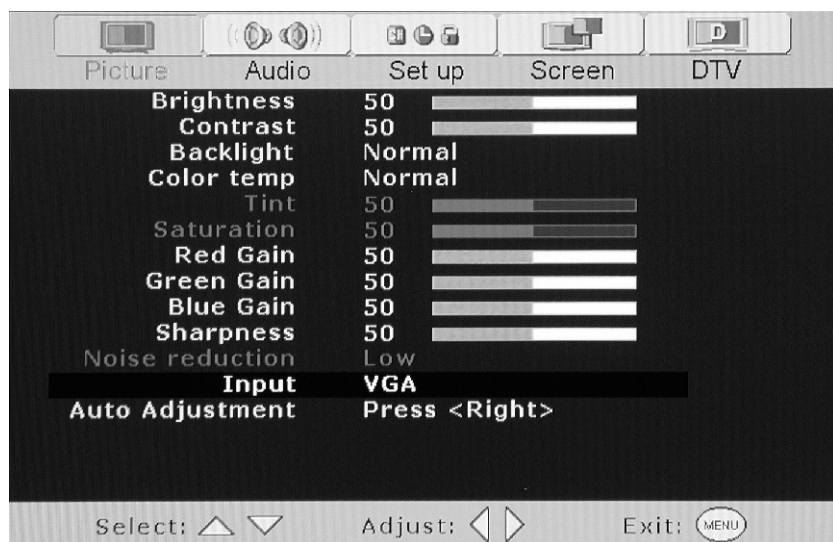 Picture Audio Set up Screen DTV
Brightness 50
Contrast 50
Backlight Normal
Color temp Normal
Tint 50
Saturation 50
Red Gain 50
Green Gain 50
Blue Gain 50
Sharpness 50
Noise reduction Low
Input VGA
Auto Adjustment Press <Right>
Select: Adjust: Exit: MENU